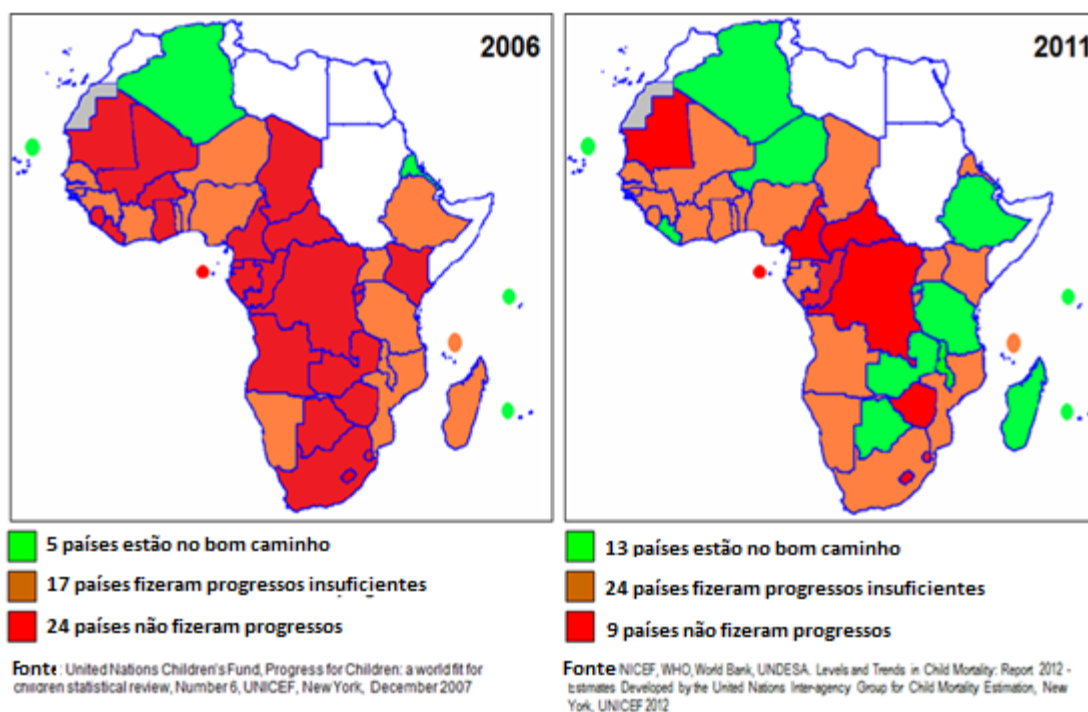 2006
5 países estão no bom caminho
17 países fizeram progressos insuficientes
24 países não fizeram progressos
Fonte: United Nations Children's Fund, Progress for Children: a world fit for
children statistical review, Number 6, UNICEF, New York, December 2007
2011
13 países estão no bom caminho
24 países fizeram progressos insuficientes
9 países não fizeram progressos
Fonte NICEF, WHO, World Bank, UNDESA. Levels and Trends in Child Mortality: Report 2012 -
Estimates Developed by the United Nations Inter-agency Group for Child Mortality Estimation, New
York, UNICEF 2012